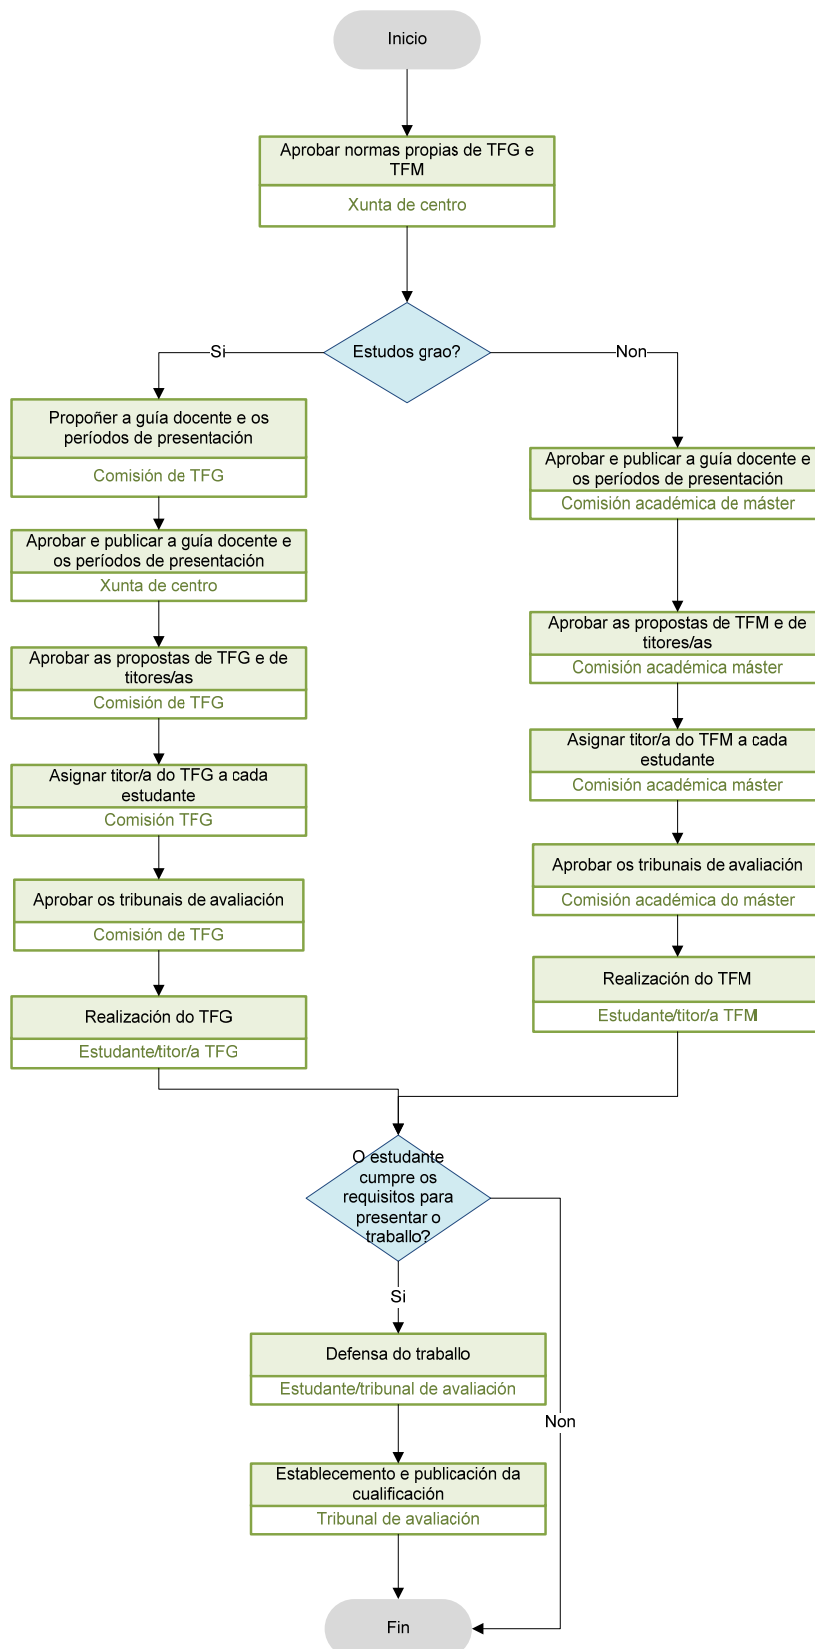 Inicio
Aprobar normas propias de TFG e
TFM
Xunta de centro
Estudos grao?
Si
Non
Propoñer a guía docente e os
períodos de presentación
Comisión de TFG
Aprobar e publicar a guía docente e
os períodos de presentación
Xunta de centro
Aprobar as propostas de TFG e de
titores/as
Comisión de TFG
Asignar titor/a do TFG a cada
estudante
Comisión TFG
Aprobar os tribunais de avaliación
Comisión de TFG
Realización do TFG
Estudante/titor/a TFG
Aprobar e publicar a guía docente e
os períodos de presentación
Comisión académica de máster
Aprobar as propostas de TFM e de
titores/as
Comisión académica máster
Asignar titor/a do TFM a cada
estudante
Comisión académica máster
Aprobar os tribunais de avaliación
Comisión académica do máster
Realización do TFM
Estudante/titor/a TFM
O estudante
cumpre os
requisitos para
presentar o
traballo?
Si
Non
Defensa do traballo
Estudante/tribunal de avaliación
Establecemento e publicación da
cualificación
Tribunal de avaliación
Fin